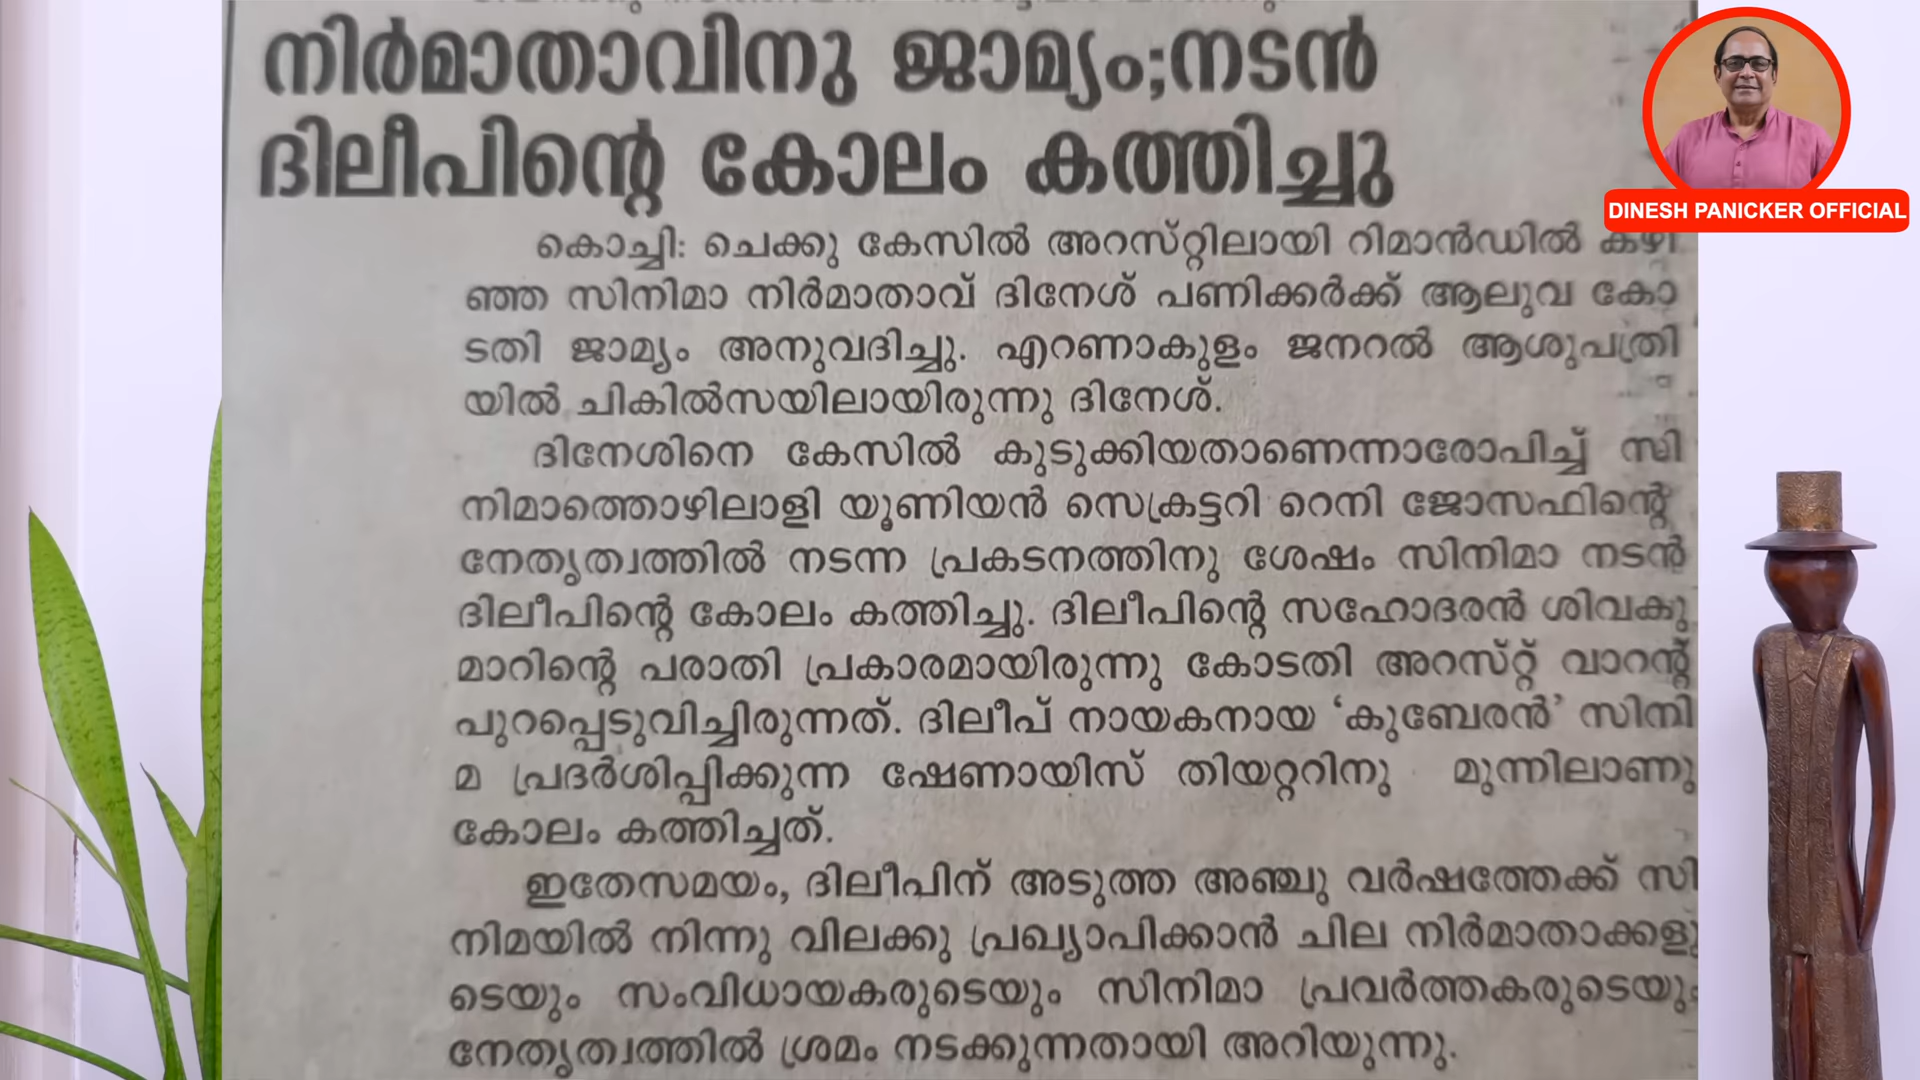 നിർമാതാവിനു ജാമ്യം;നടൻ
ദിലീപിന്റെ കോലം കത്തിച്ചു
DINESH PANICKER OFFICIAL
കൊച്ചി: ചെക്കു കേസിൽ അറസ്റ്റിലായി റിമാൻഡിൽ കഴി
ഞ്ഞ സിനിമാ നിർമാതാവ് ദിനേശ് പണിക്കർക്ക് ആലുവ കോ
ടതി ജാമ്യം അനുവദിച്ചു. എറണാകുളം ജനറൽ ആശുപത്രി
യിൽ ചികിൽസയിലായിരുന്നു ദിനേശ്.
ദിനേശിനെ കേസിൽ കുടുക്കിയതാണെന്നാരോപിച്ച് സി
നിമാത്തൊഴിലാളി യൂണിയൻ സെക്രട്ടറി റെനി ജോസഫിന്റെ
നേതൃത്വത്തിൽ നടന്ന പ്രകടനത്തിനു ശേഷം സിനിമാ നടൻ
ദിലീപിന്റെ കോലം കത്തിച്ചു. ദിലീപിന്റെ സഹോദരൻ ശിവകു
മാറിന്റെ പരാതി പ്രകാരമായിരുന്നു കോടതി അറസ്റ്റ് വാറന്റ്
പുറപ്പെടുവിച്ചിരുന്നത്. ദിലീപ് നായകനായ ‘കുബേരൻ’ സിനി
മ പ്രദർശിപ്പിക്കുന്ന ഷേണായിസ് തിയറ്ററിനു മുന്നിലാണു
കോലം കത്തിച്ചത്.
ഇതേസമയം, ദിലീപിന് അടുത്ത അഞ്ചു വർഷത്തേക്ക് സി
നിമയിൽ നിന്നു വിലക്കു പ്രഖ്യാപിക്കാൻ ചില നിർമാതാക്കളു
ടെയും സംവിധായകരുടെയും സിനിമാ പ്രവർത്തകരുടെയും
നേതൃത്വത്തിൽ ശ്രമം നടക്കുന്നതായി അറിയുന്നു.